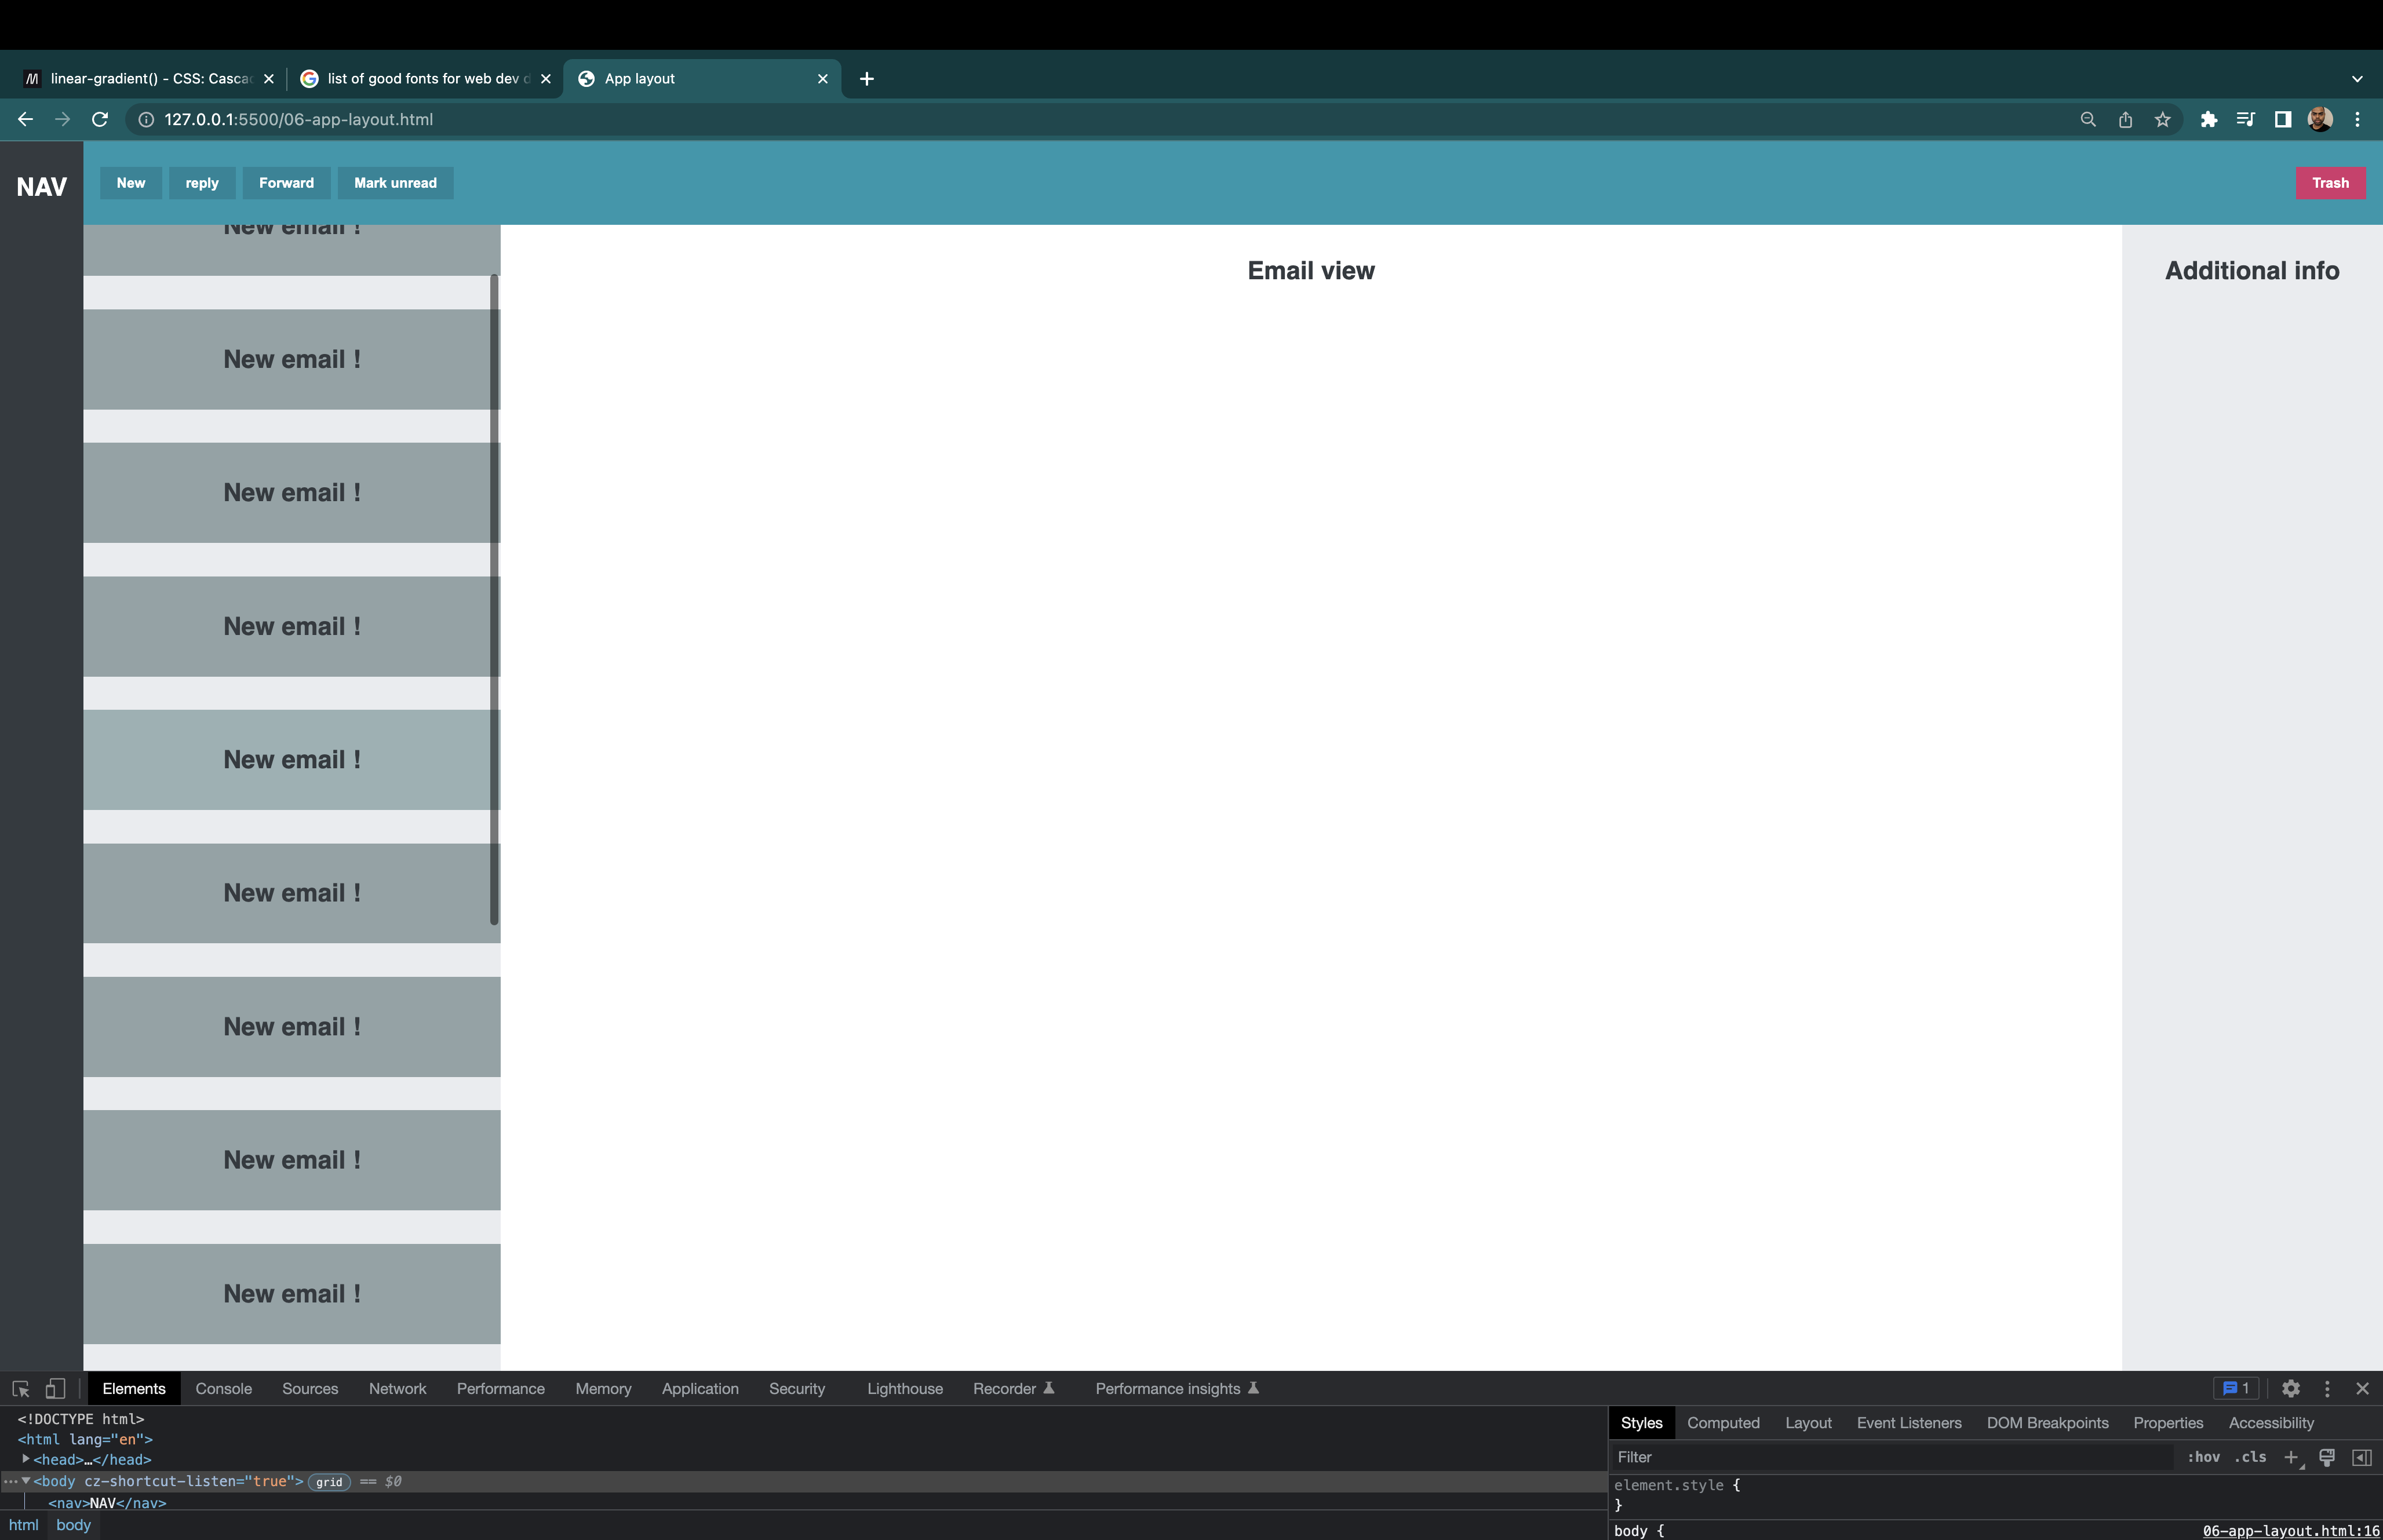 linear-gradient() - CSS: Casca
list of good fonts for web dev d
App layout
127.0.0.1:5500/06-app-layout.html
NAV
New
reply
Forward
Mark unread
Trash
New email !
Email view
Additional info
New email !
New email !
New email !
New email !
New email !
New email !
New email !
New email !
Elements
Console
Sources
Network
Performance
Memory
Application
Security
Lighthouse
Recorder
Performance insights
1
<!DOCTYPE html>
<html lang="en">
<head>…</head>
<body cz-shortcut-listen="true"> grid == $0
<nav>NAV</nav>
html body
Styles
Computed
Layout
Event Listeners
DOM Breakpoints
Properties
Accessibility
Filter
:hov .cls
element.style {
}
body {
06-app-layout.html:16